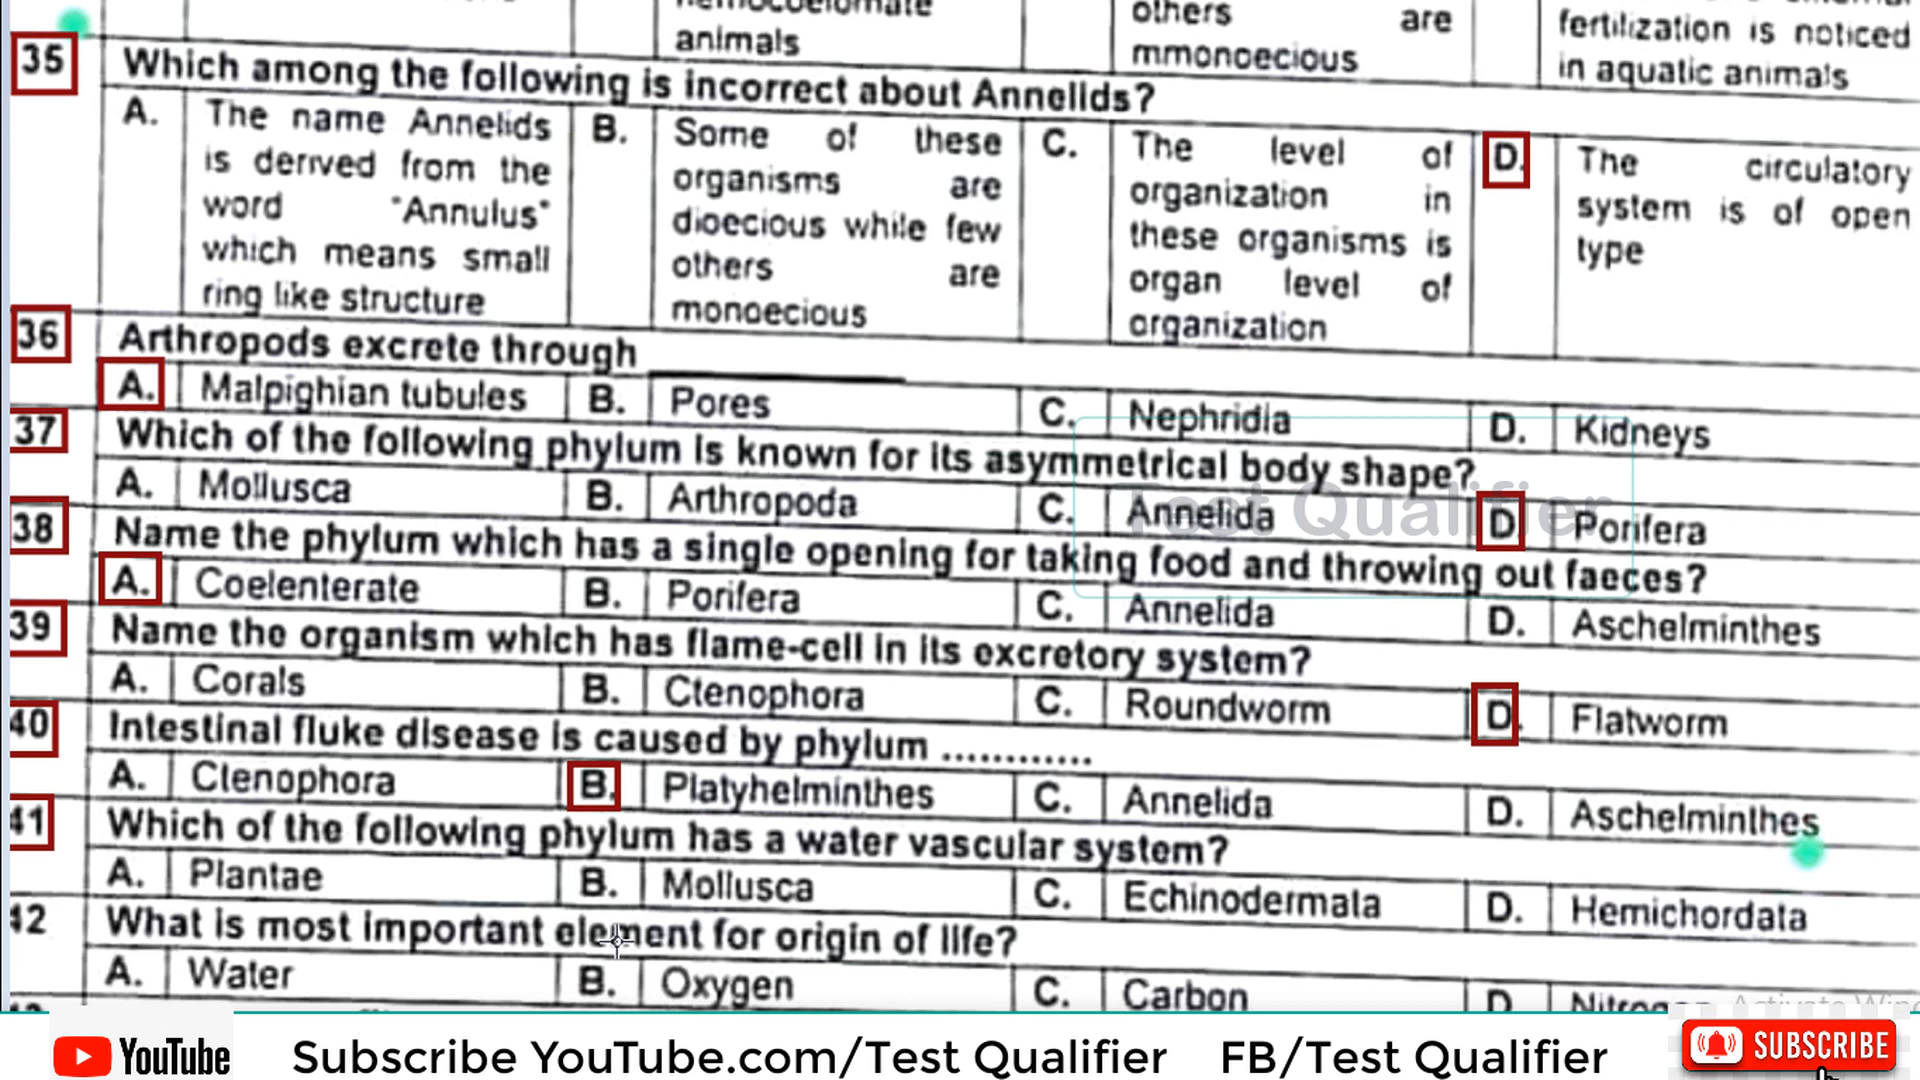 hemocoelomate animals
others are mmonoecious
fertilization is noticed in aquatic animals
35 Which among the following is incorrect about Annelids?
A. The name Annelids is derived from the word "Annulus" which means small ring like structure
B. Some of these organisms are dioecious while few others are monoecious
C. The level of organization in these organisms is organ level of organization
D. The circulatory system is of open type
36 Arthropods excrete through ____________
A. Malpighian tubules B. Pores C. Nephridia D. Kidneys
37 Which of the following phylum is known for its asymmetrical body shape?
A. Mollusca B. Arthropoda C. Annelida D. Porifera
Test Qualifier
38 Name the phylum which has a single opening for taking food and throwing out faeces?
A. Coelenterate B. Porifera C. Annelida D. Aschelminthes
39 Name the organism which has flame-cell in its excretory system?
A. Corals B. Ctenophora C. Roundworm D. Flatworm
40 Intestinal fluke disease is caused by phylum ............
A. Ctenophora B. Platyhelminthes C. Annelida D. Aschelminthes
41 Which of the following phylum has a water vascular system?
A. Plantae B. Mollusca C. Echinodermata D. Hemichordata
42 What is most important element for origin of life?
A. Water B. Oxygen C. Carbon D.
YouTube Subscribe YouTube.com/Test Qualifier FB/Test Qualifier SUBSCRIBE